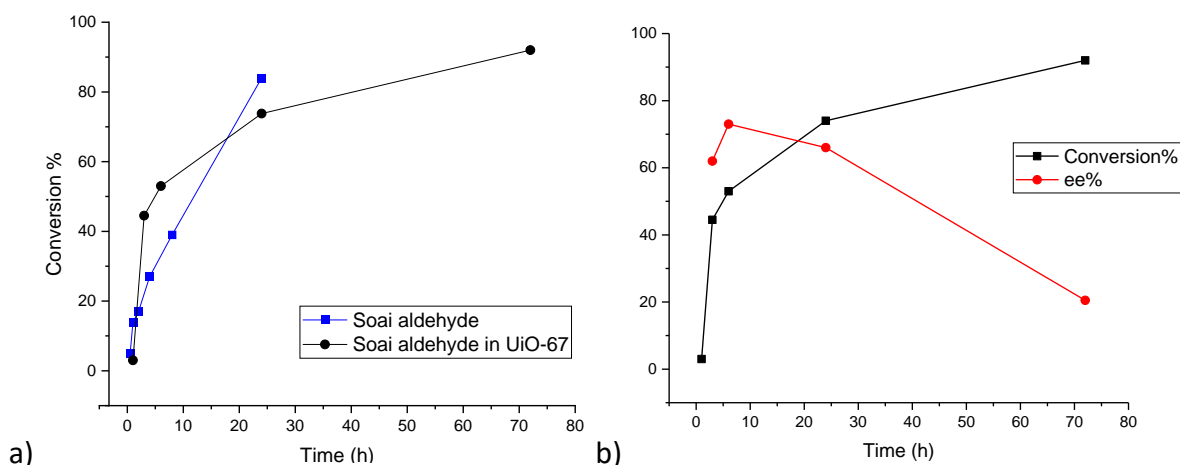 100
80
60
40
20
0
Conversion %
Soai aldehyde
Soai aldehyde in UiO-67
0 10 20 30 40 50 60 70 80
Time (h)
a)
100
80
60
40
20
0
Conversion%
ee%
0 10 20 30 40 50 60 70 80
Time (h)
b)